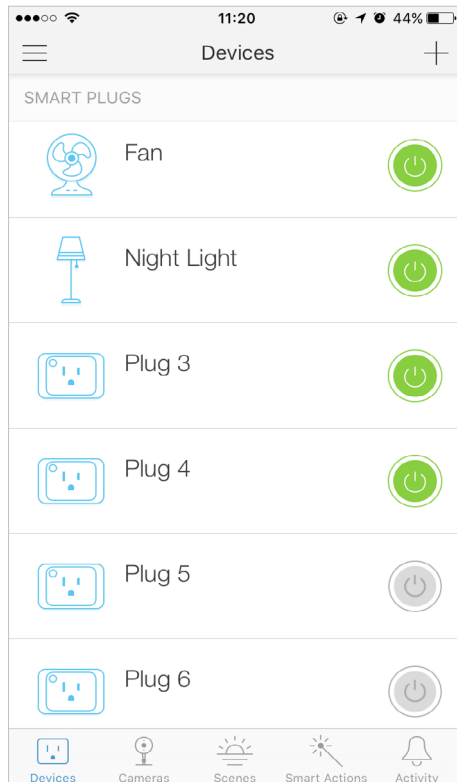 11:20 44%
Devices
SMART PLUGS
Fan
Night Light
Plug 3
Plug 4
Plug 5
Plug 6
Devices Cameras Scenes Smart Actions Activity